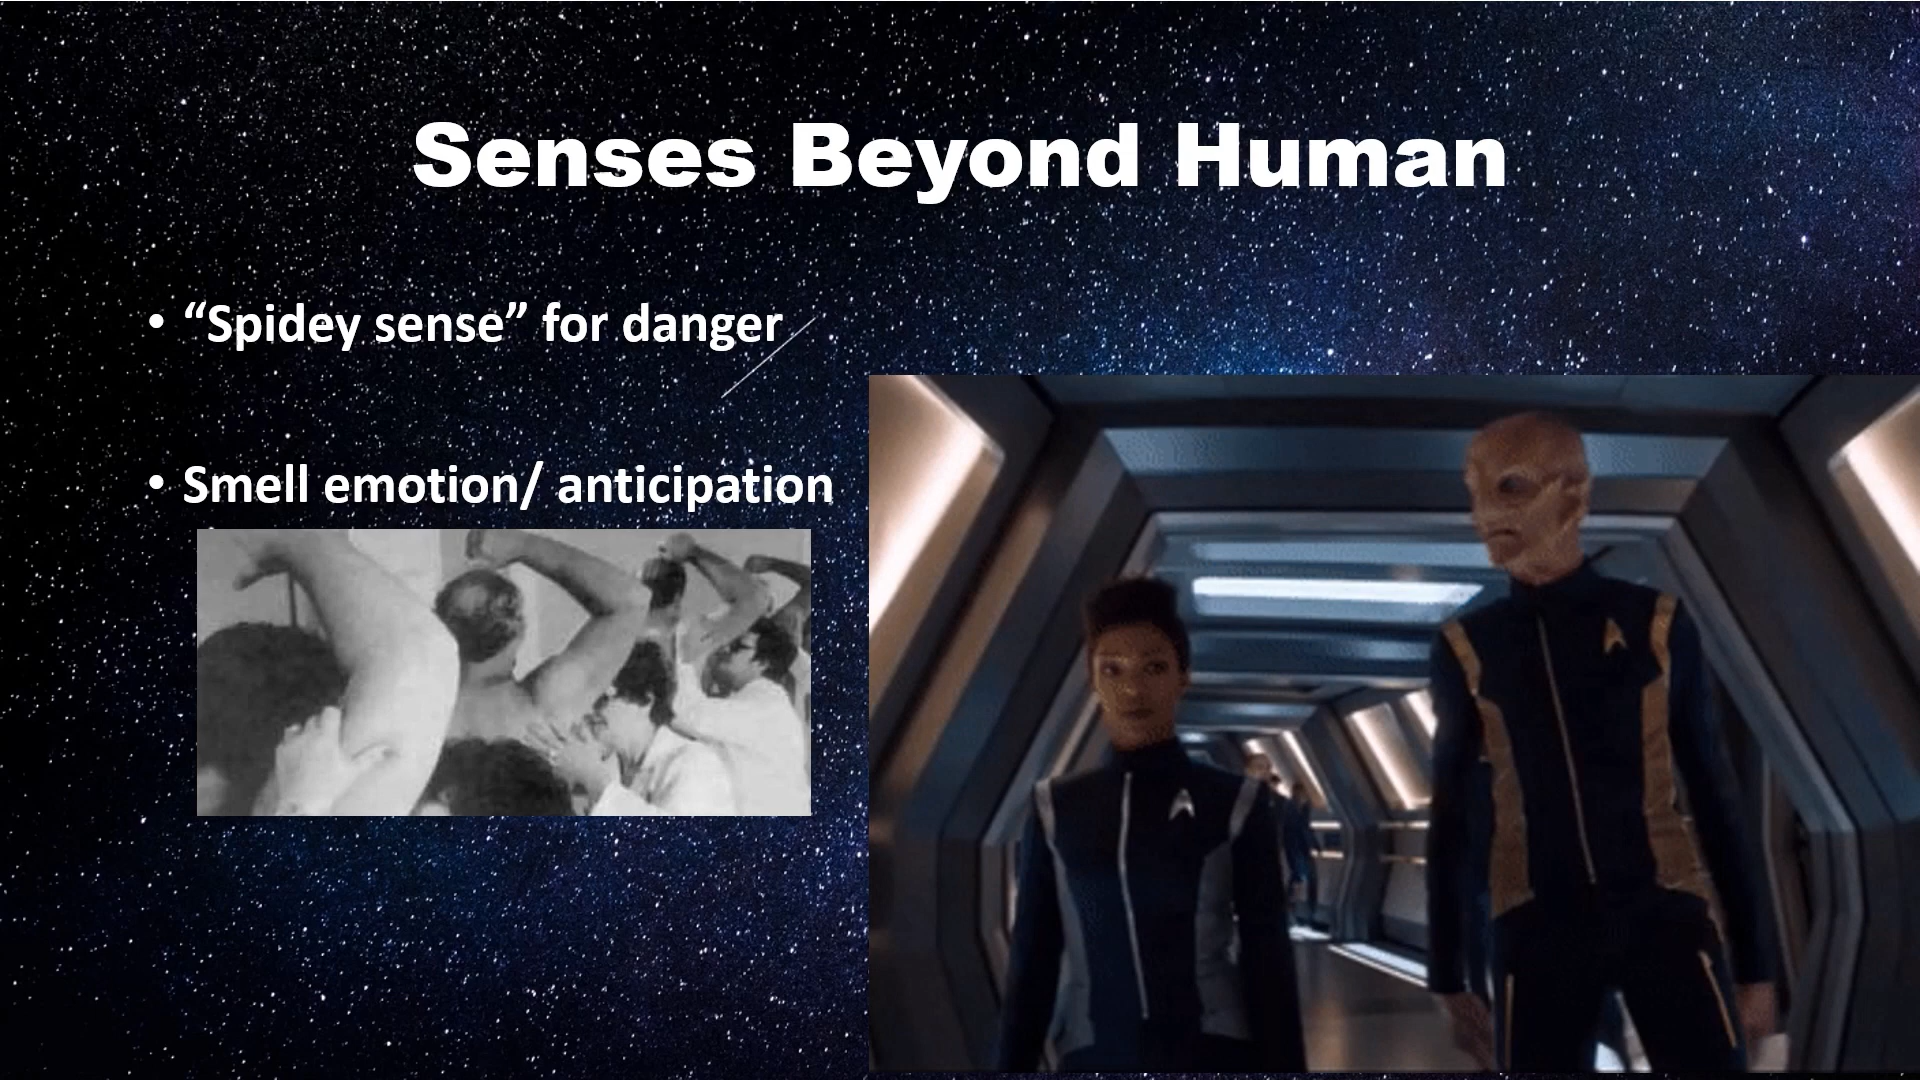 Senses Beyond Human
• “Spidey sense” for danger
• Smell emotion/ anticipation